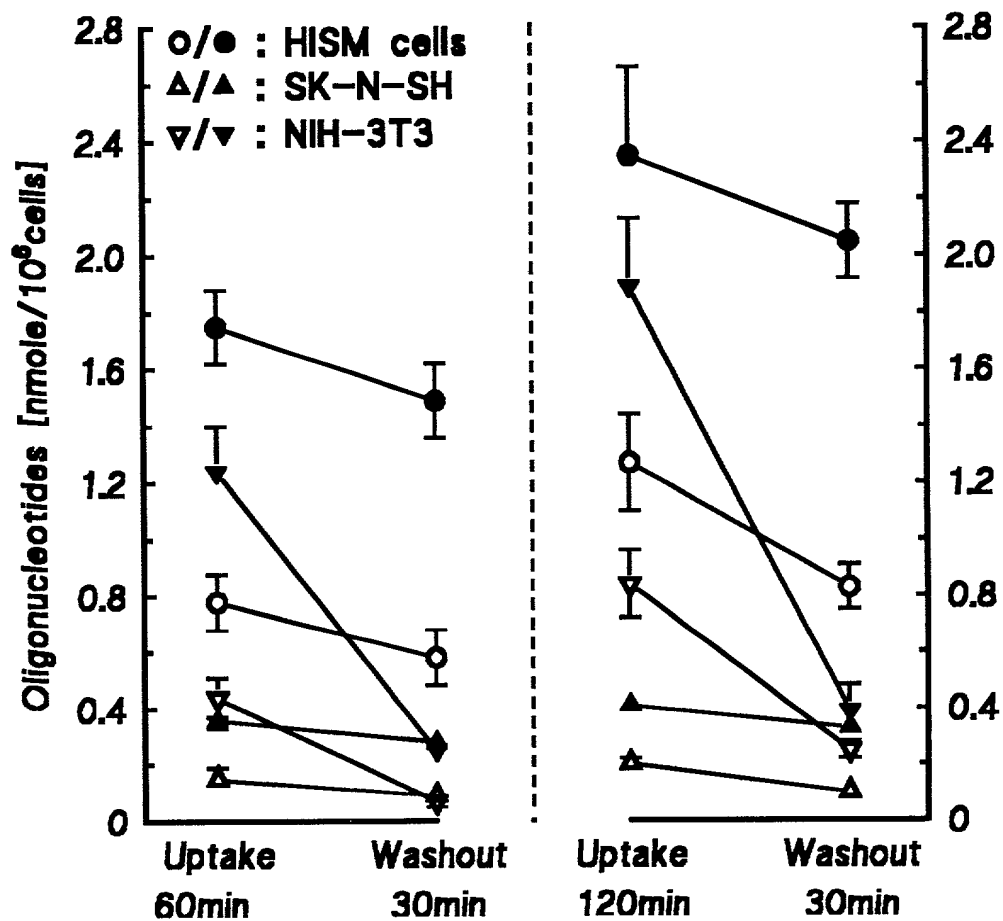 2.8
2.4
2.0
1.6
1.2
0.8
0.4
0
Oligonucleotides [nmole/10⁶cells]
○/● : HISM cells
△/▲ : SK-N-SH
▽/▼ : NIH-3T3
2.8
2.4
2.0
1.6
1.2
0.8
0.4
0
Uptake Washout Uptake Washout
60min 30min 120min 30min